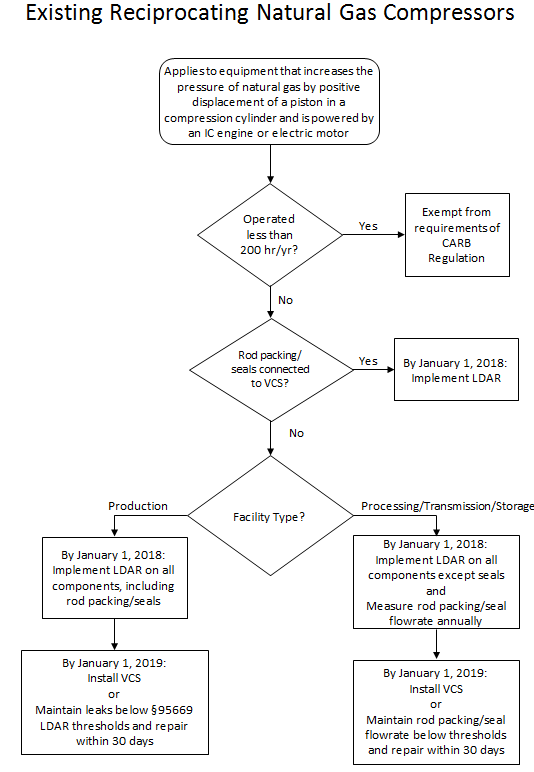 Existing Reciprocating Natural Gas Compressors
Applies to equipment that increases the
pressure of natural gas by positive
displacement of a piston in a
compression cylinder and is powered by
an IC engine or electric motor
Operated
less than
200 hr/yr?
Yes
Exempt from
requirements of
CARB
Regulation
No
Rod packing/
seals connected
to VCS?
Yes
By January 1, 2018:
Implement LDAR
No
Facility Type?
Production
Processing/Transmission/Storage
By January 1, 2018:
Implement LDAR on all
components, including
rod packing/seals
By January 1, 2018:
Implement LDAR on all
components except seals
and
Measure rod packing/seal
flowrate annually
By January 1, 2019:
Install VCS
or
Maintain leaks below §95669
LDAR thresholds and repair
within 30 days
By January 1, 2019:
Install VCS
or
Maintain rod packing/seal
flowrate below thresholds
and repair within 30 days